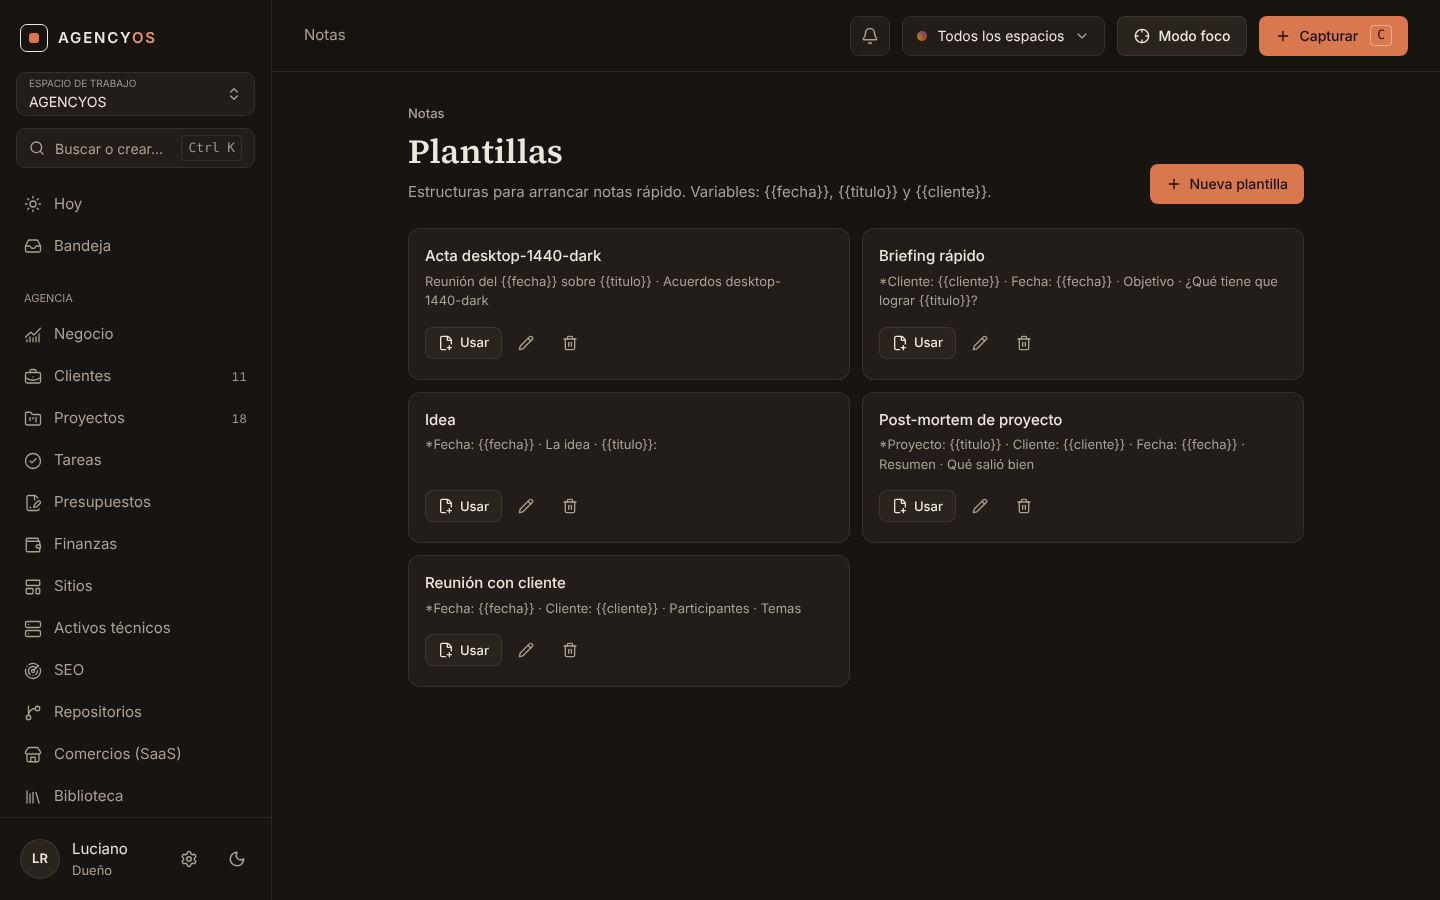 AGENCYOS
ESPACIO DE TRABAJO
AGENCYOS
Buscar o crear... Ctrl K
Hoy
Bandeja
AGENCIA
Negocio
Clientes 11
Proyectos 18
Tareas
Presupuestos
Finanzas
Sitios
Activos técnicos
SEO
Repositorios
Comercios (SaaS)
Biblioteca
LR
Luciano
Dueño
Notas
Todos los espacios
Modo foco
Capturar C
Notas
Plantillas
Estructuras para arrancar notas rápido. Variables: {{fecha}}, {{titulo}} y {{cliente}}.
Nueva plantilla
Acta desktop-1440-dark
Reunión del {{fecha}} sobre {{titulo}} · Acuerdos desktop-
1440-dark
Usar
Briefing rápido
*Cliente: {{cliente}} · Fecha: {{fecha}} · Objetivo · ¿Qué tiene que
lograr {{titulo}}?
Usar
Idea
*Fecha: {{fecha}} · La idea · {{titulo}}:
Usar
Post-mortem de proyecto
*Proyecto: {{titulo}} · Cliente: {{cliente}} · Fecha: {{fecha}} ·
Resumen · Qué salió bien
Usar
Reunión con cliente
*Fecha: {{fecha}} · Cliente: {{cliente}} · Participantes · Temas
Usar